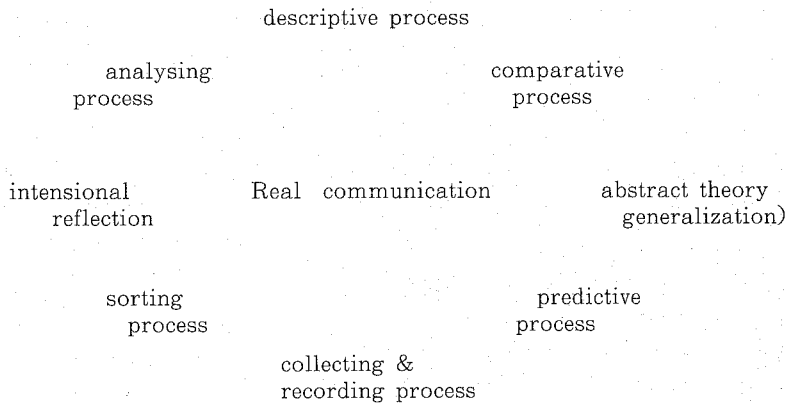 descriptive process
analysing
process
comparative
process
intensional
reflection
Real communication
abstract theory
generalization)
sorting
process
predictive
process
collecting &
recording process